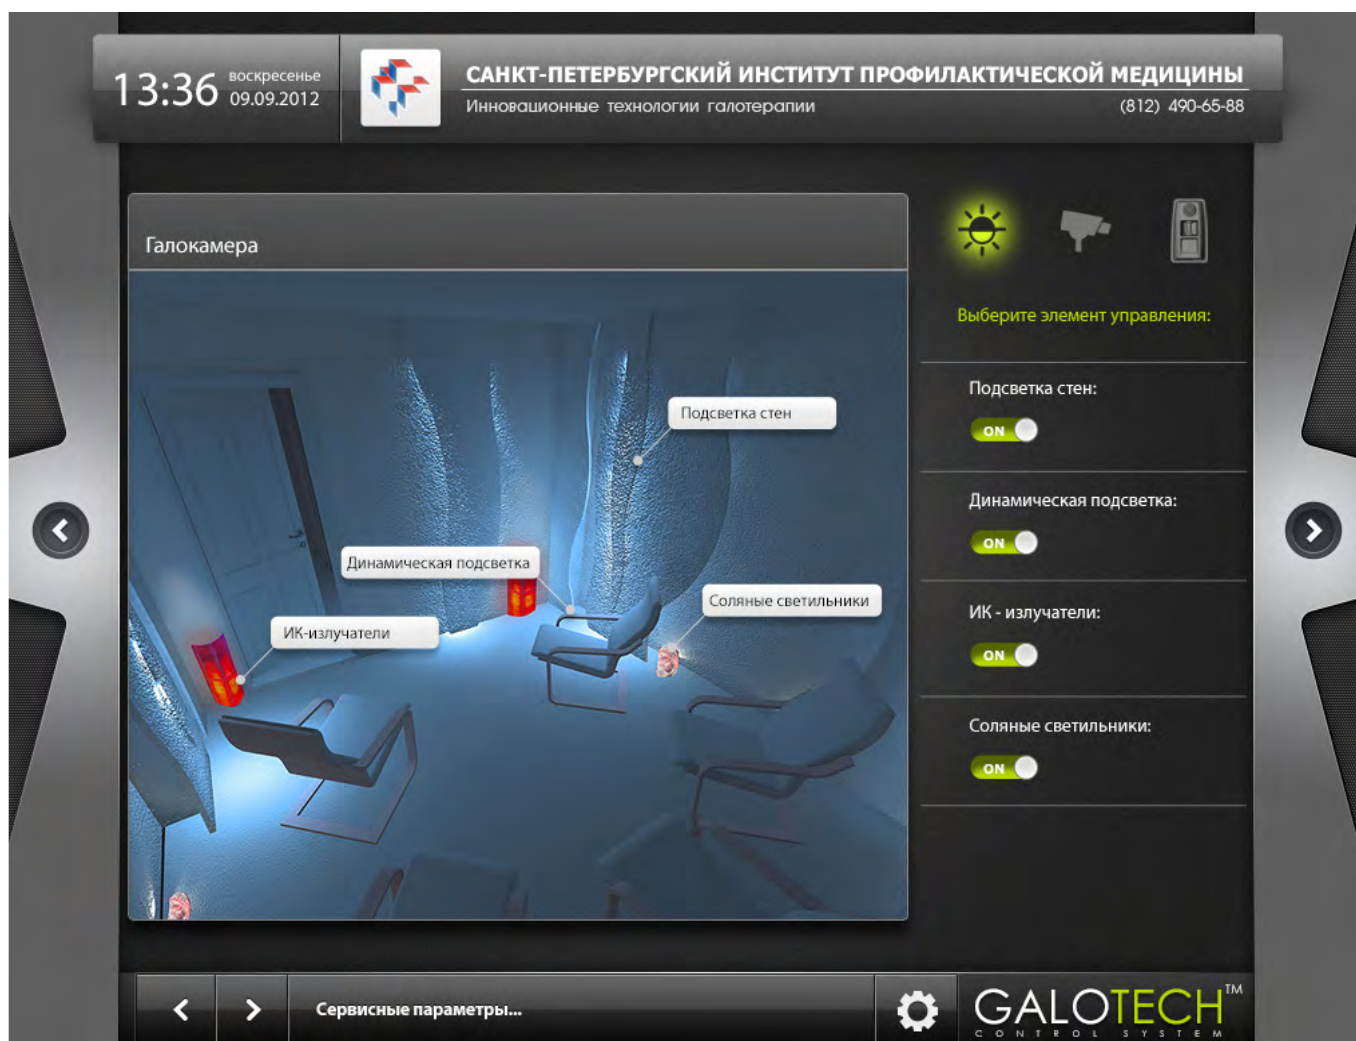 13:36
воскресенье
09.09.2012
САНКТ-ПЕТЕРБУРГСКИЙ ИНСТИТУТ ПРОФИЛАКТИЧЕСКОЙ МЕДИЦИНЫ
Инновационные технологии галотерапии
(812) 490-65-88
Галокамера
Подсветка стен
Динамическая подсветка
Соляные светильники
ИК-излучатели
Выберите элемент управления:
Подсветка стен:
ON
Динамическая подсветка:
ON
ИК - излучатели:
ON
Соляные светильники:
ON
Сервисные параметры...
GALOTECH™
CONTROL SYSTEM